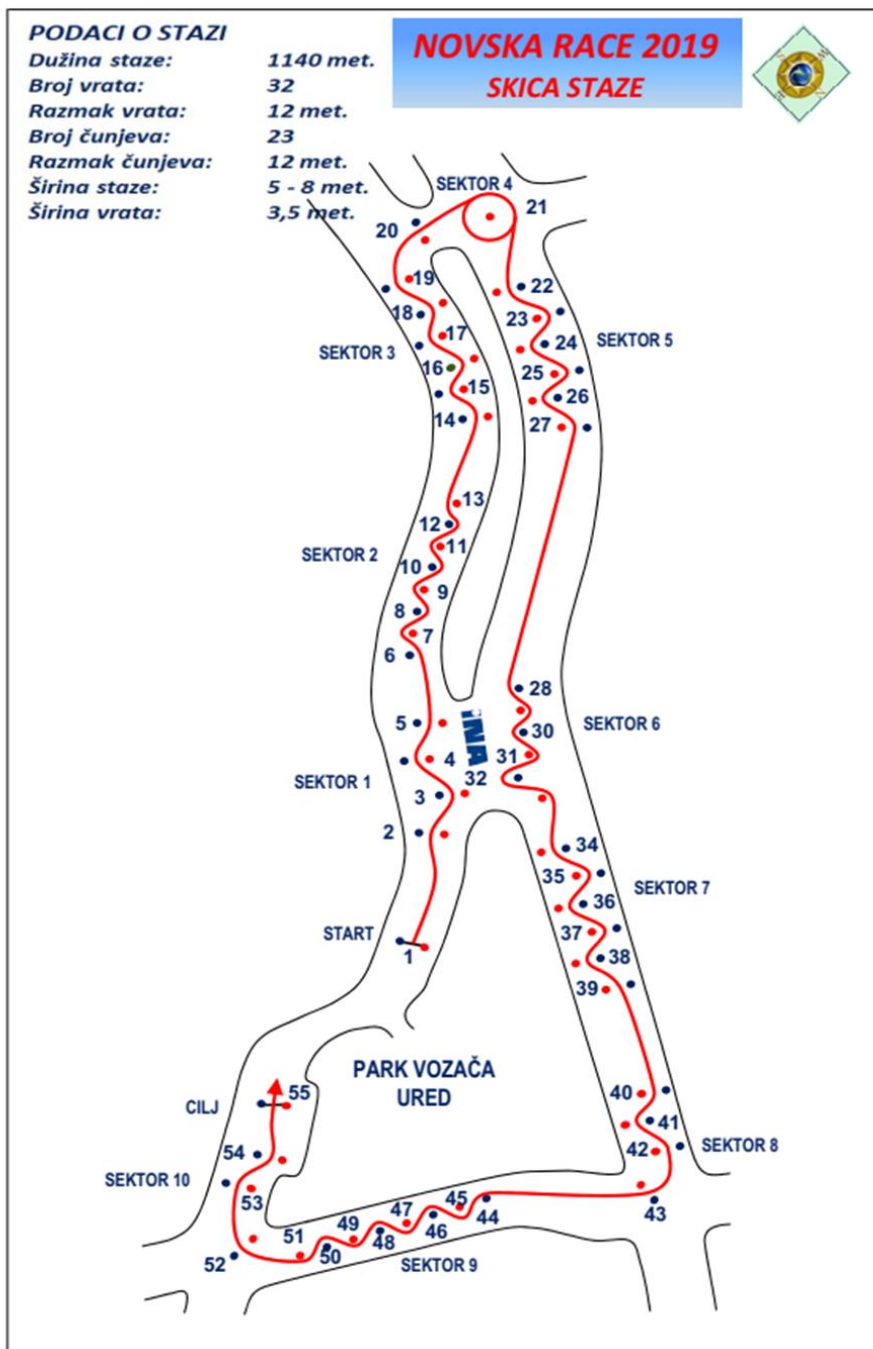 PODACI O STAZI
Dužina staze: 1140 met.
Broj vrata: 32
Razmak vrata: 12 met.
Broj čunjeva: 23
Razmak čunjeva: 12 met.
Širina staze: 5 - 8 met.
Širina vrata: 3,5 met.
NOVSKA RACE 2019
SKICA STAZE
SEKTOR 4
21
20
19
22
18
23
17
24
SEKTOR 5
SEKTOR 3
16
25
15
26
14
27
13
12
11
SEKTOR 2
10
9
8
7
6
28
5
INA
30
SEKTOR 6
4
31
SEKTOR 1
32
3
2
34
35
SEKTOR 7
36
START
37
1
38
39
PARK VOZAČA
URED
55
40
CILJ
41
42
SEKTOR 8
54
SEKTOR 10
53
45
44
43
47
46
49
48
51
50
52
SEKTOR 9